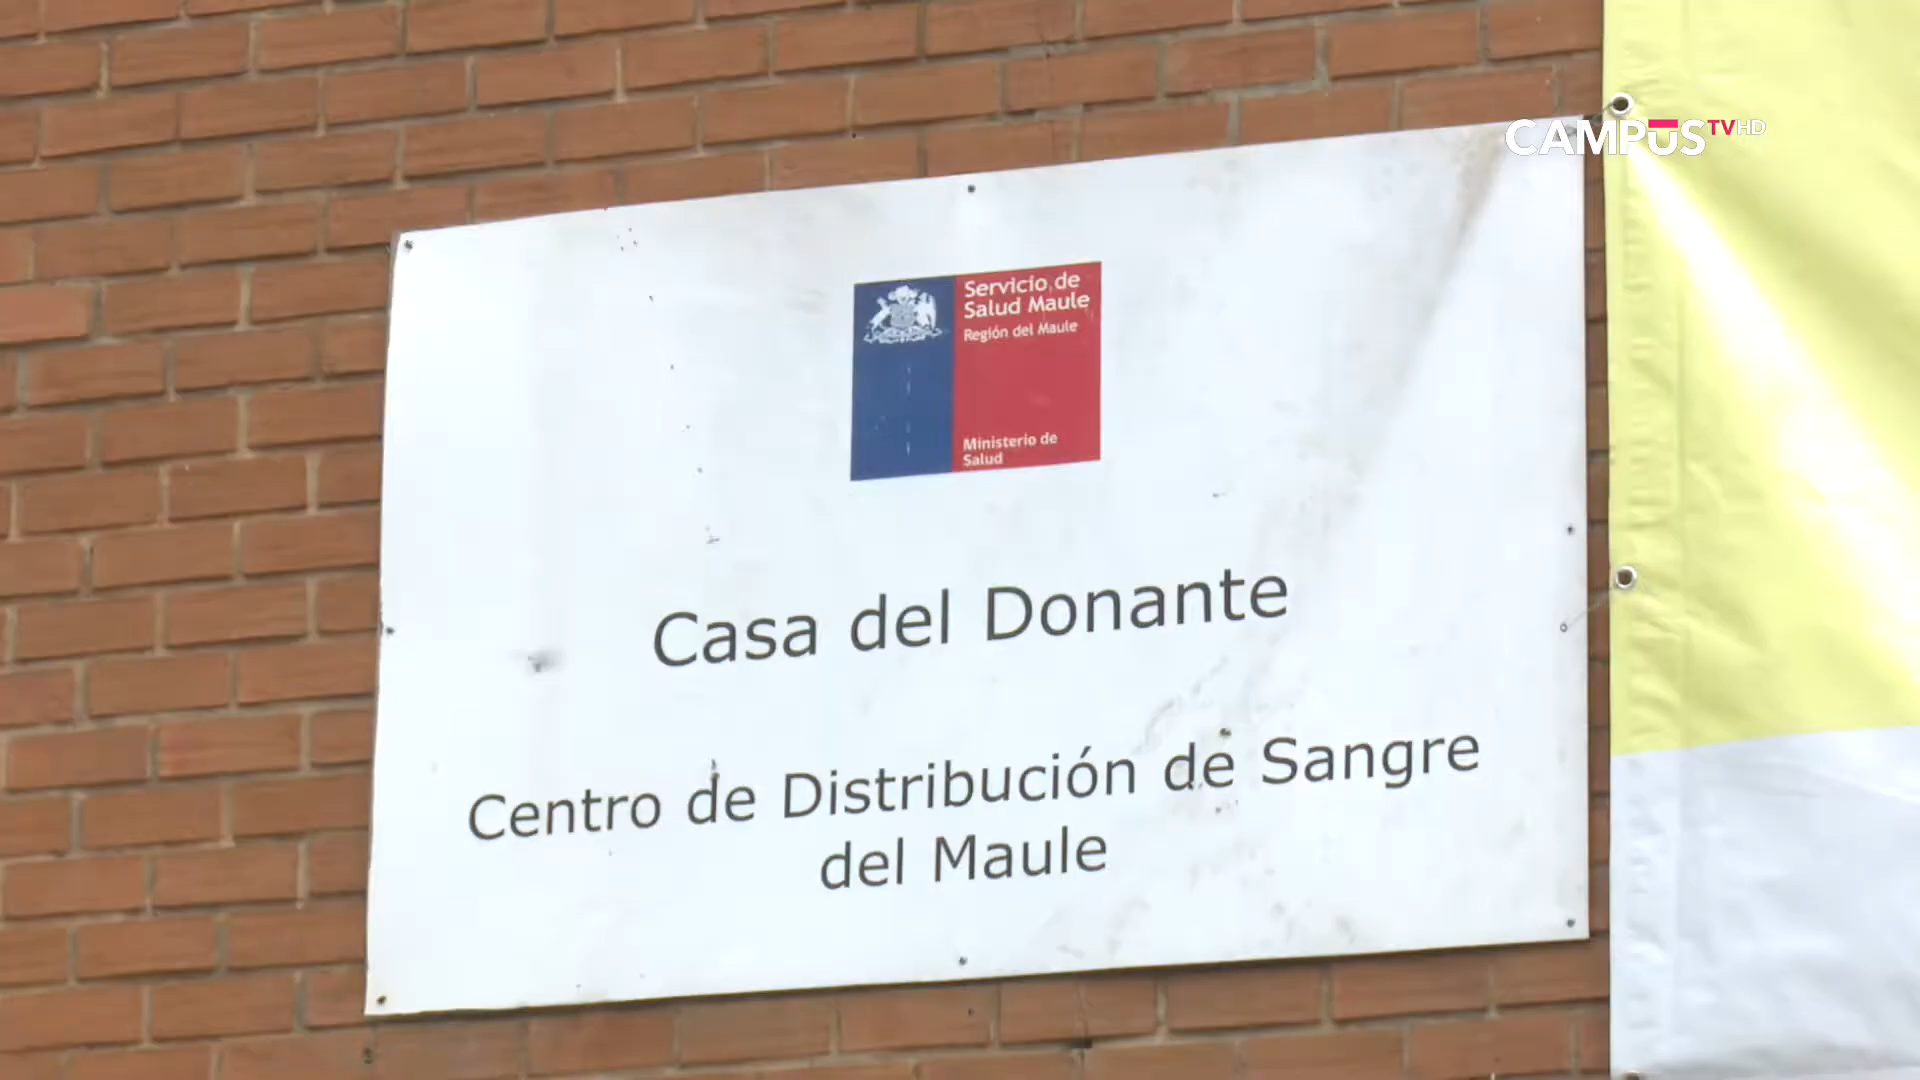 CAMPUS TV HD
Servicio de
Salud Maule
Región del Maule
Ministerio de
Salud
Casa del Donante
Centro de Distribución de Sangre
del Maule